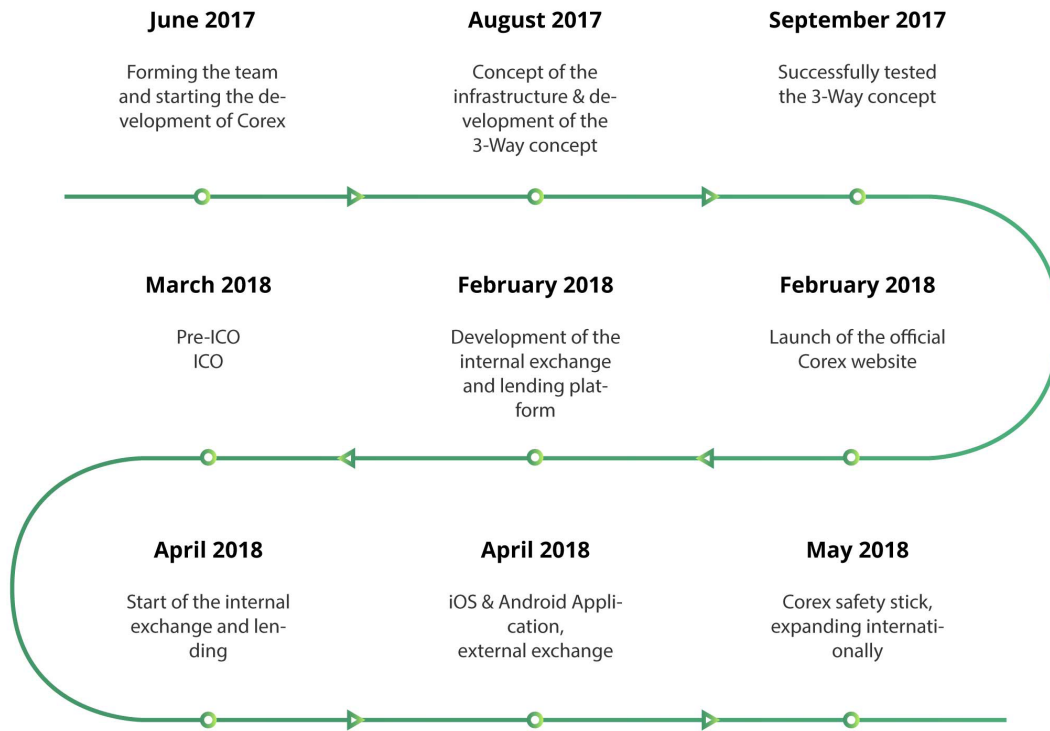 June 2017
Forming the team
and starting the de-
velopment of Corex
August 2017
Concept of the
infrastructure & de-
velopment of the
3-Way concept
September 2017
Successfully tested
the 3-Way concept
February 2018
Launch of the official
Corex website
February 2018
Development of the
internal exchange
and lending plat-
form
March 2018
Pre-ICO
ICO
April 2018
Start of the internal
exchange and len-
ding
April 2018
iOS & Android Appli-
cation,
external exchange
May 2018
Corex safety stick,
expanding internati-
onally